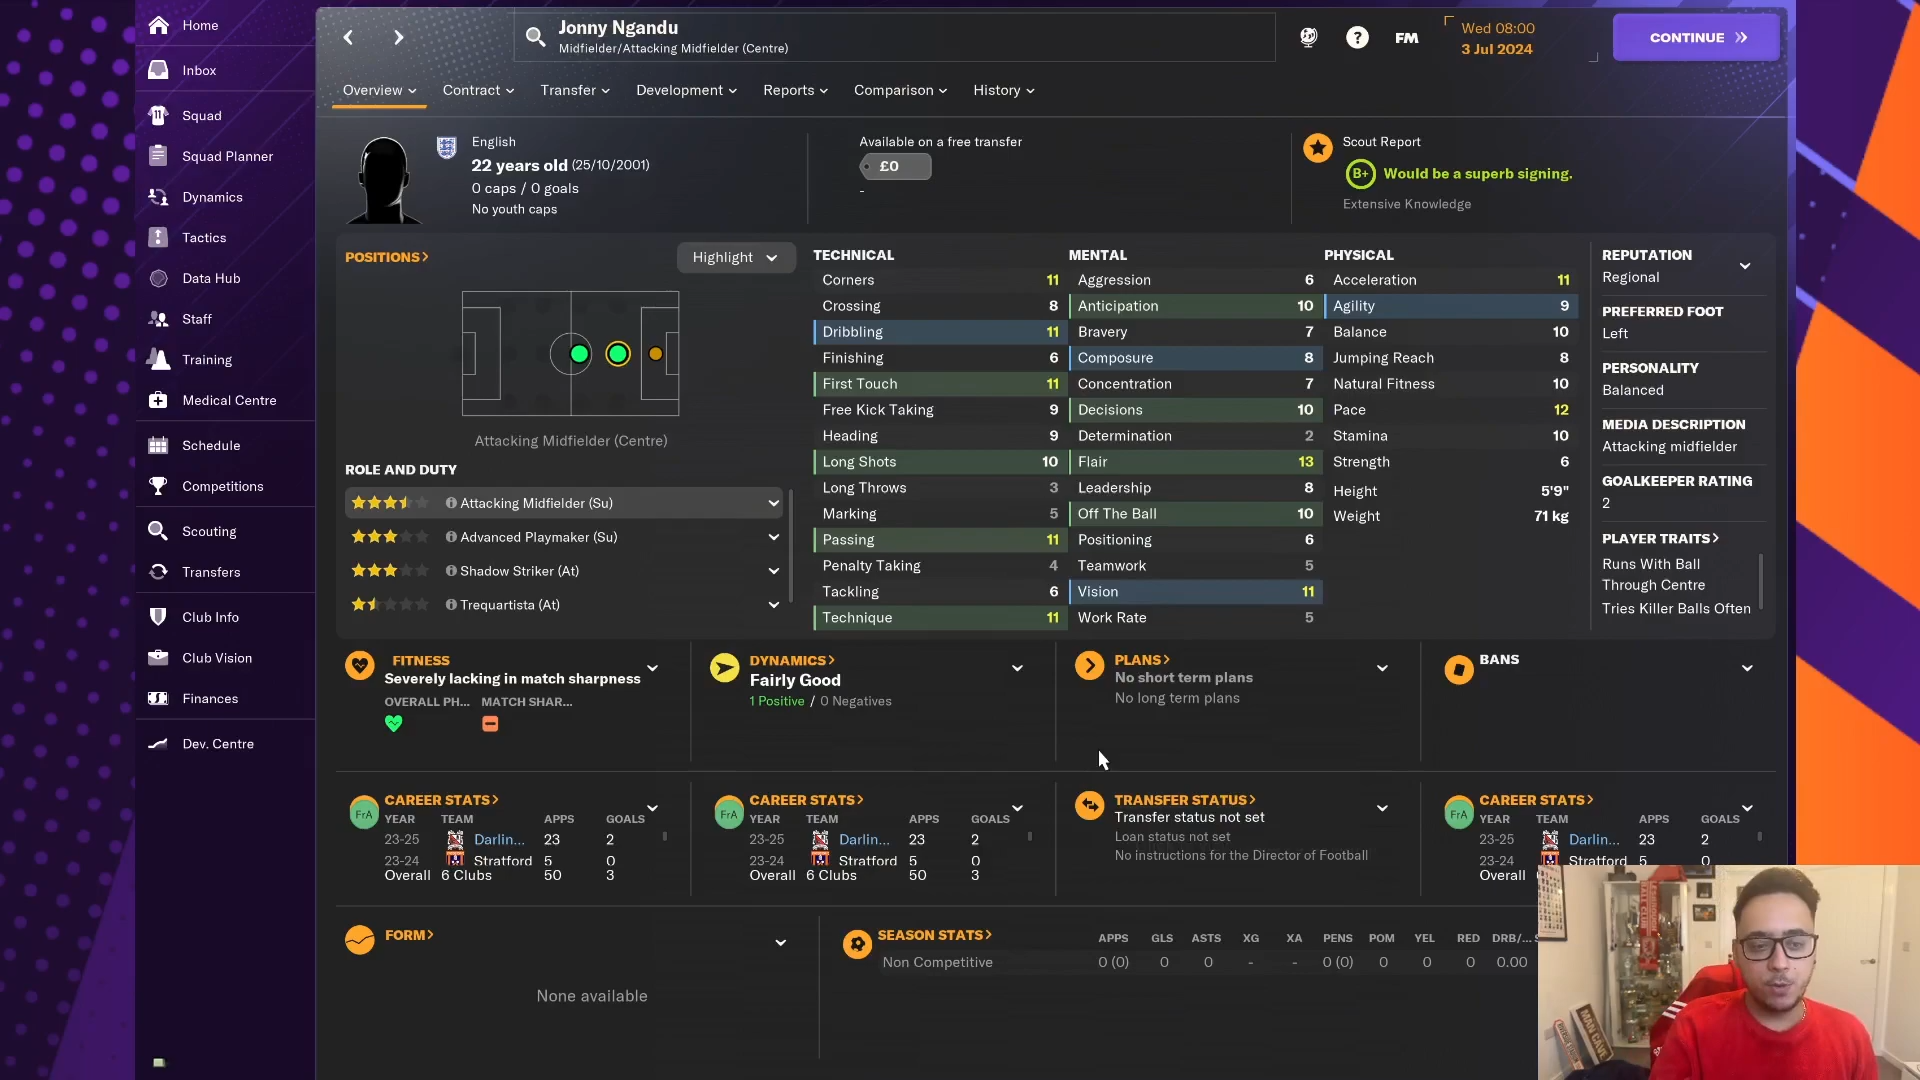 Home
Inbox
Squad
Squad Planner
Dynamics
Tactics
Data Hub
Staff
Training
Medical Centre
Schedule
Competitions
Scouting
Transfers
Club Info
Club Vision
Finances
Dev. Centre
Jonny Ngandu
Midfielder/Attacking Midfielder (Centre)
? FM
Wed 08:00
3 Jul 2024
CONTINUE
Overview Contract Transfer Development Reports Comparison History
English
22 years old (25/10/2001)
0 caps / 0 goals
No youth caps
Available on a free transfer
£0
-
Scout Report
B+ Would be a superb signing.
Extensive Knowledge
POSITIONS>
Highlight
Attacking Midfielder (Centre)
ROLE AND DUTY
Attacking Midfielder (Su)
Advanced Playmaker (Su)
Shadow Striker (At)
Trequartista (At)
TECHNICAL
Corners 11
Crossing 8
Dribbling 11
Finishing 6
First Touch 11
Free Kick Taking 9
Heading 9
Long Shots 10
Long Throws 3
Marking 5
Passing 11
Penalty Taking 4
Tackling 6
Technique 11
MENTAL
Aggression 6
Anticipation 10
Bravery 7
Composure 8
Concentration 7
Decisions 10
Determination 2
Flair 13
Leadership 8
Off The Ball 10
Positioning 6
Teamwork 5
Vision 11
Work Rate 5
PHYSICAL
Acceleration 11
Agility 9
Balance 10
Jumping Reach 8
Natural Fitness 10
Pace 12
Stamina 10
Strength 6
Height 5'9"
Weight 71 kg
REPUTATION
Regional
PREFERRED FOOT
Left
PERSONALITY
Balanced
MEDIA DESCRIPTION
Attacking midfielder
GOALKEEPER RATING
2
PLAYER TRAITS>
Runs With Ball
Through Centre
Tries Killer Balls Often
FITNESS
Severely lacking in match sharpness
OVERALL PH... MATCH SHAR...
DYNAMICS>
Fairly Good
1 Positive / 0 Negatives
PLANS>
No short term plans
No long term plans
BANS
FrA CAREER STATS>
YEAR TEAM APPS GOALS
23-25 Darlin... 23 2
23-24 Stratford 5 0
Overall 6 Clubs 50 3
FrA CAREER STATS>
YEAR TEAM APPS GOALS
23-25 Darlin... 23 2
23-24 Stratford 5 0
Overall 6 Clubs 50 3
TRANSFER STATUS>
Transfer status not set
Loan status not set
No instructions for the Director of Football
FrA CAREER STATS>
YEAR TEAM APPS GOALS
23-25 Darlin... 23 2
23-24 Stratford 5 0
Overall
FORM>
None available
SEASON STATS>
APPS GLS ASTS XG XA PENS POM YEL RED DRB/...
Non Competitive 0 (0) 0 0 - - 0 (0) 0 0 0 0.00
MAN CAVE